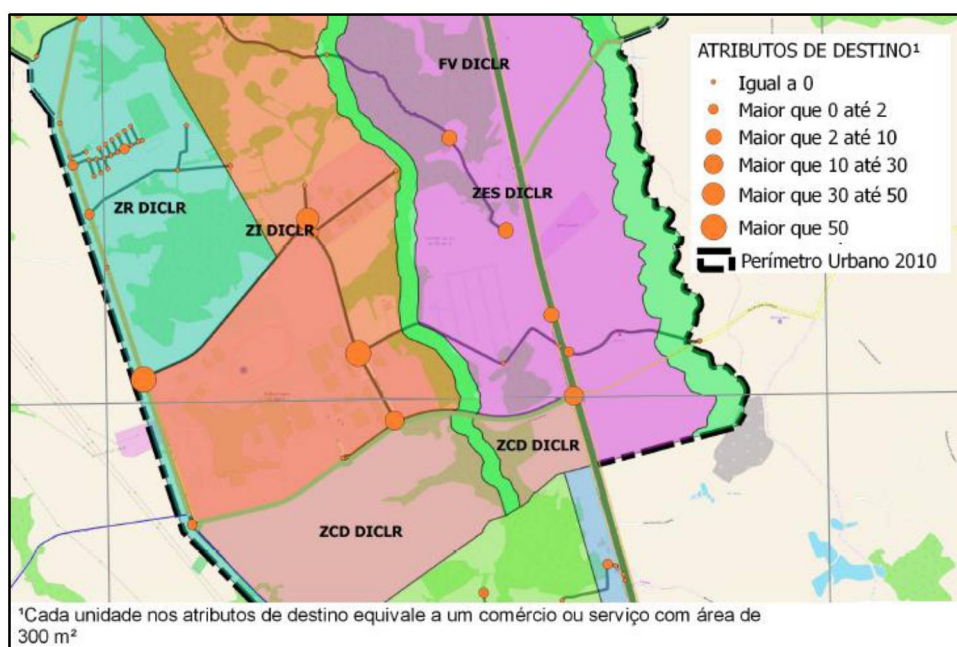 FV DICLR
ATRIBUTOS DE DESTINO¹
Igual a 0
Maior que 0 até 2
Maior que 2 até 10
Maior que 10 até 30
Maior que 30 até 50
Maior que 50
Perímetro Urbano 2010
ZR DICLR
ZES DICLR
ZI DICLR
ZCD DICLR
ZCD DICLR
¹Cada unidade nos atributos de destino equivale a um comércio ou serviço com área de
300 m²